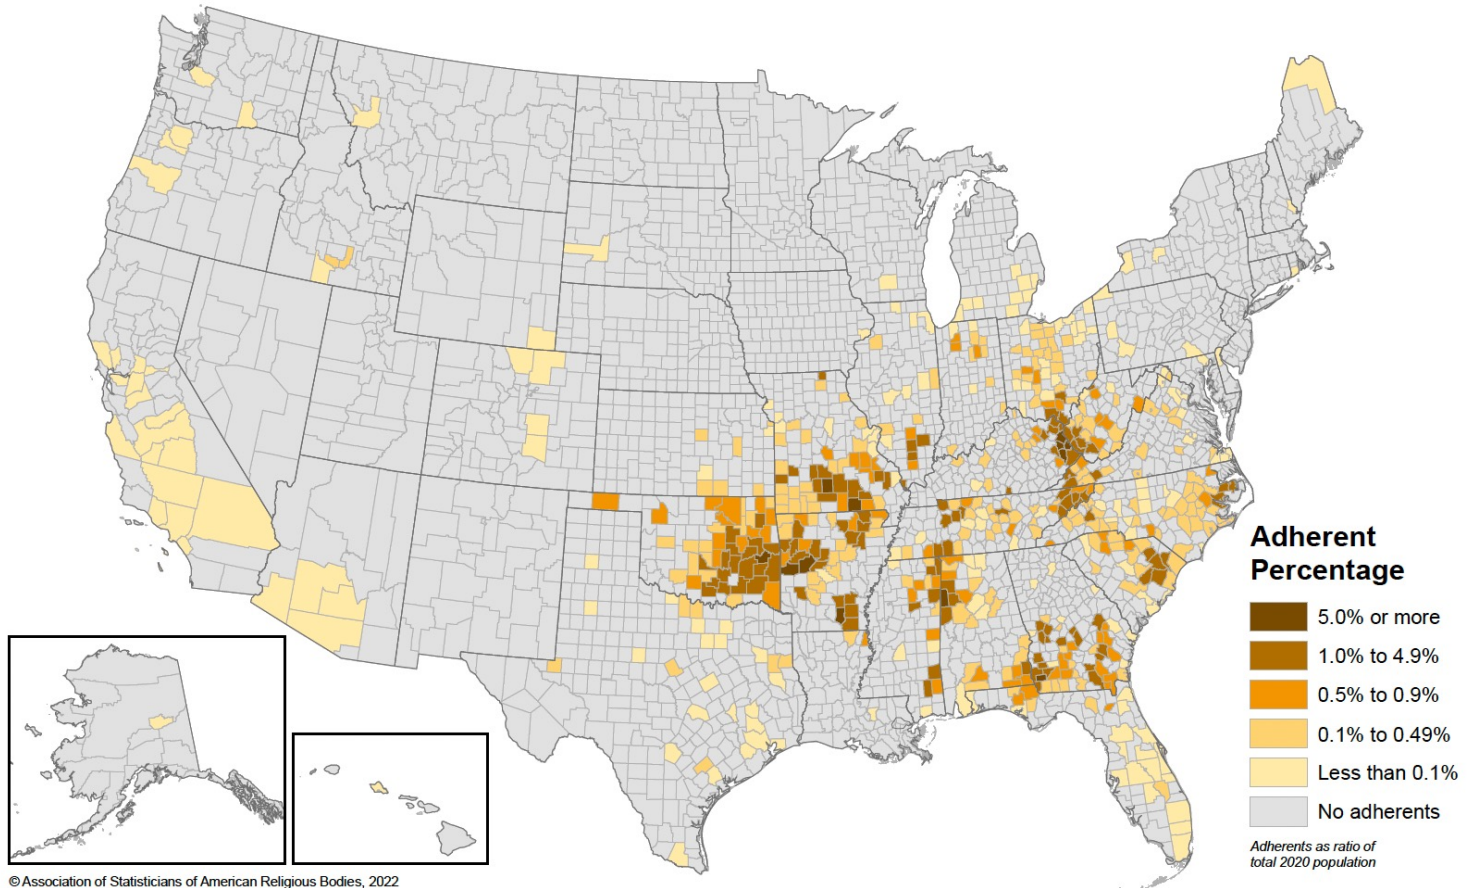 Adherent
Percentage
5.0% or more
1.0% to 4.9%
0.5% to 0.9%
0.1% to 0.49%
Less than 0.1%
No adherents
Adherents as ratio of
total 2020 population
© Association of Statisticians of American Religious Bodies, 2022